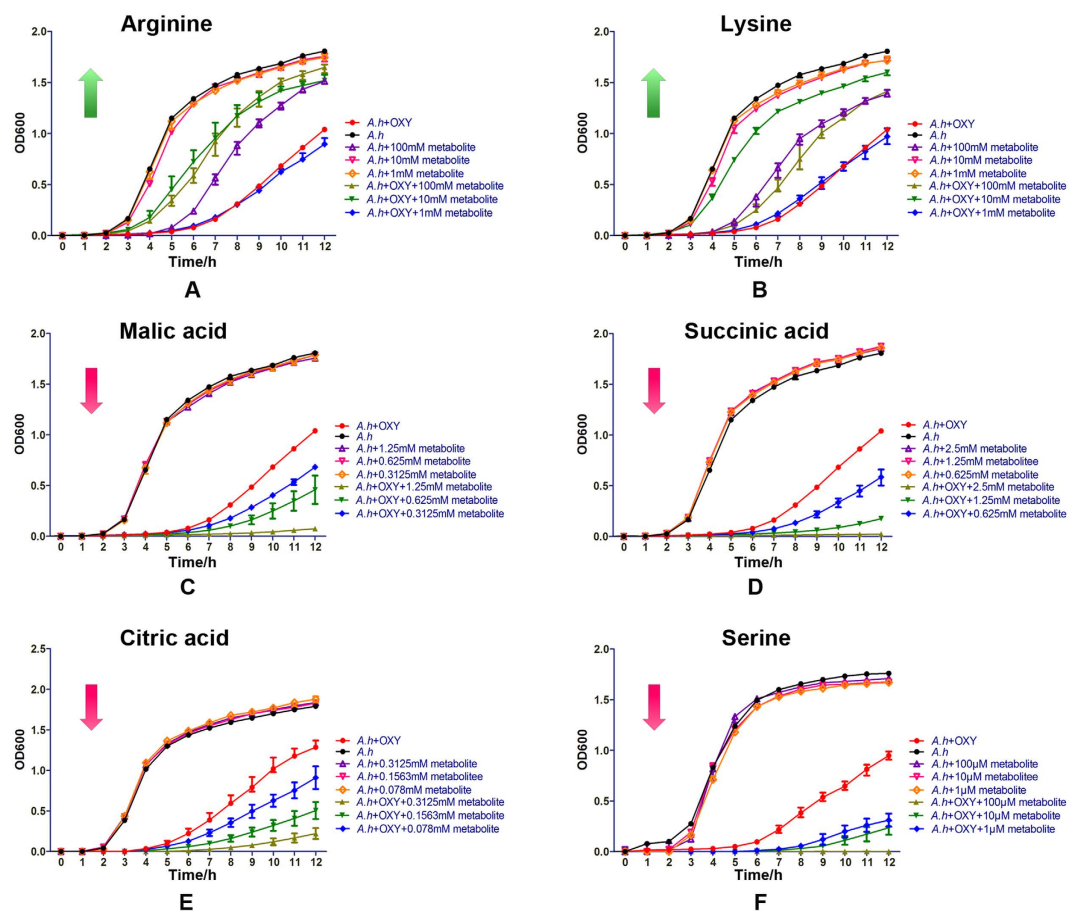 Arginine
2.0
1.5
1.0
0.5
0.0
OD600
0 1 2 3 4 5 6 7 8 9 10 11 12
Time/h
A.h+OXY
A.h
A.h+100mM metabolite
A.h+10mM metabolite
A.h+1mM metabolite
A.h+OXY+100mM metabolite
A.h+OXY+10mM metabolite
A.h+OXY+1mM metabolite
A
Lysine
2.0
1.5
1.0
0.5
0.0
OD600
0 1 2 3 4 5 6 7 8 9 10 11 12
Time/h
A.h+OXY
A.h
A.h+100mM metabolite
A.h+10mM metabolite
A.h+1mM metabolite
A.h+OXY+100mM metabolite
A.h+OXY+10mM metabolite
A.h+OXY+1mM metabolite
B
Malic acid
2.0
1.5
1.0
0.5
0.0
OD600
0 1 2 3 4 5 6 7 8 9 10 11 12
Time/h
A.h+OXY
A.h
A.h+1.25mM metabolite
A.h+0.625mM metabolite
A.h+0.3125mM metabolite
A.h+OXY+1.25mM metabolite
A.h+OXY+0.625mM metabolite
A.h+OXY+0.3125mM metabolite
C
Succinic acid
2.0
1.5
1.0
0.5
0.0
OD600
0 1 2 3 4 5 6 7 8 9 10 11 12
Time/h
A.h+OXY
A.h
A.h+2.5mM metabolite
A.h+1.25mM metabolitee
A.h+0.625mM metabolite
A.h+OXY+2.5mM metabolite
A.h+OXY+1.25mM metabolite
A.h+OXY+0.625mM metabolite
D
Citric acid
2.5
2.0
1.5
1.0
0.5
0.0
OD600
0 1 2 3 4 5 6 7 8 9 10 11 12
Time/h
A.h+OXY
A.h
A.h+0.3125mM metabolite
A.h+0.1563mM metabolitee
A.h+0.078mM metabolite
A.h+OXY+0.3125mM metabolite
A.h+OXY+0.1563mM metabolite
A.h+OXY+0.078mM metabolite
E
Serine
2.0
1.5
1.0
0.5
0.0
OD600
0 1 2 3 4 5 6 7 8 9 10 11 12
Time/h
A.h+OXY
A.h
A.h+100μM metabolite
A.h+10μM metabolitee
A.h+1μM metabolite
A.h+OXY+100μM metabolite
A.h+OXY+10μM metabolite
A.h+OXY+1μM metabolite
F